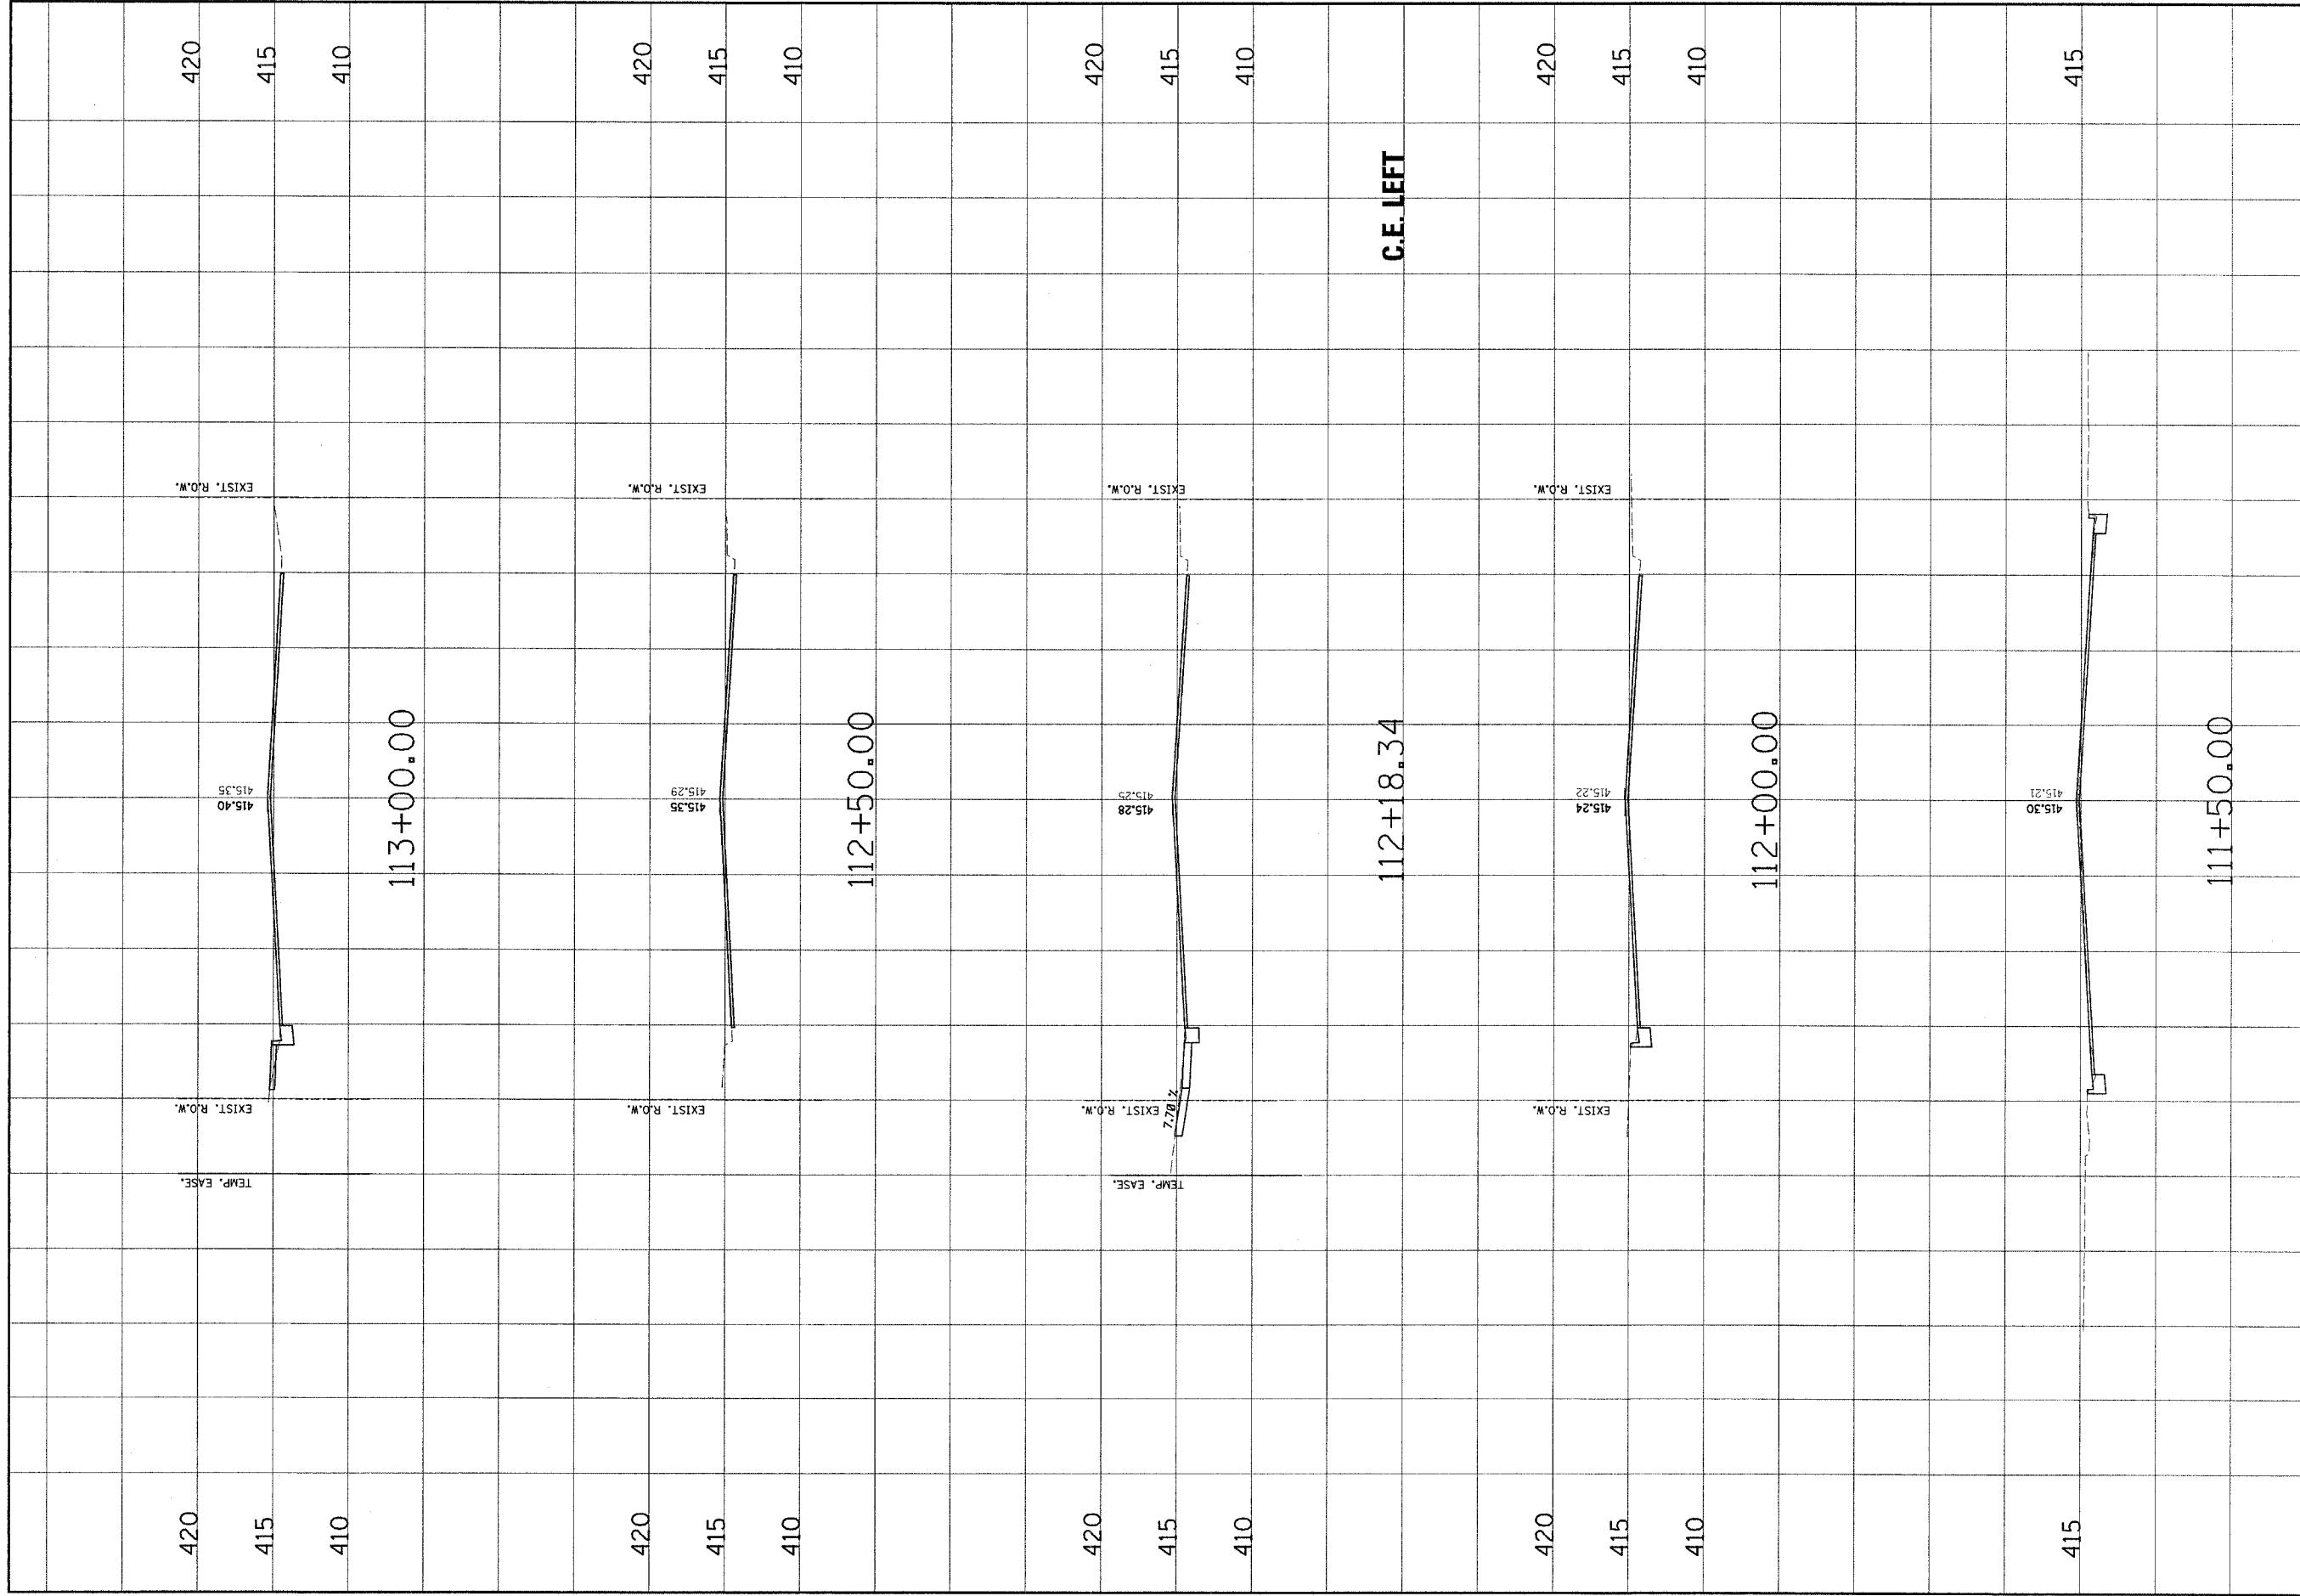 420 420
415 415
410 410
EXIST. R.O.W.
EXIST. R.O.W.
TEMP. EASE.
415.35
415.40
113+00.00
420 420
415 415
410 410
EXIST. R.O.W.
EXIST. R.O.W.
415.29
415.35
112+50.00
420 420
415 415
410 410
EXIST. R.O.W.
EXIST. R.O.W.
TEMP. EASE.
7.70 %
415.25
415.28
112+18.34
C.E. LEFT
420 420
415 415
410 410
EXIST. R.O.W.
EXIST. R.O.W.
415.22
415.24
112+00.00
415 415
415.21
415.30
111+50.00